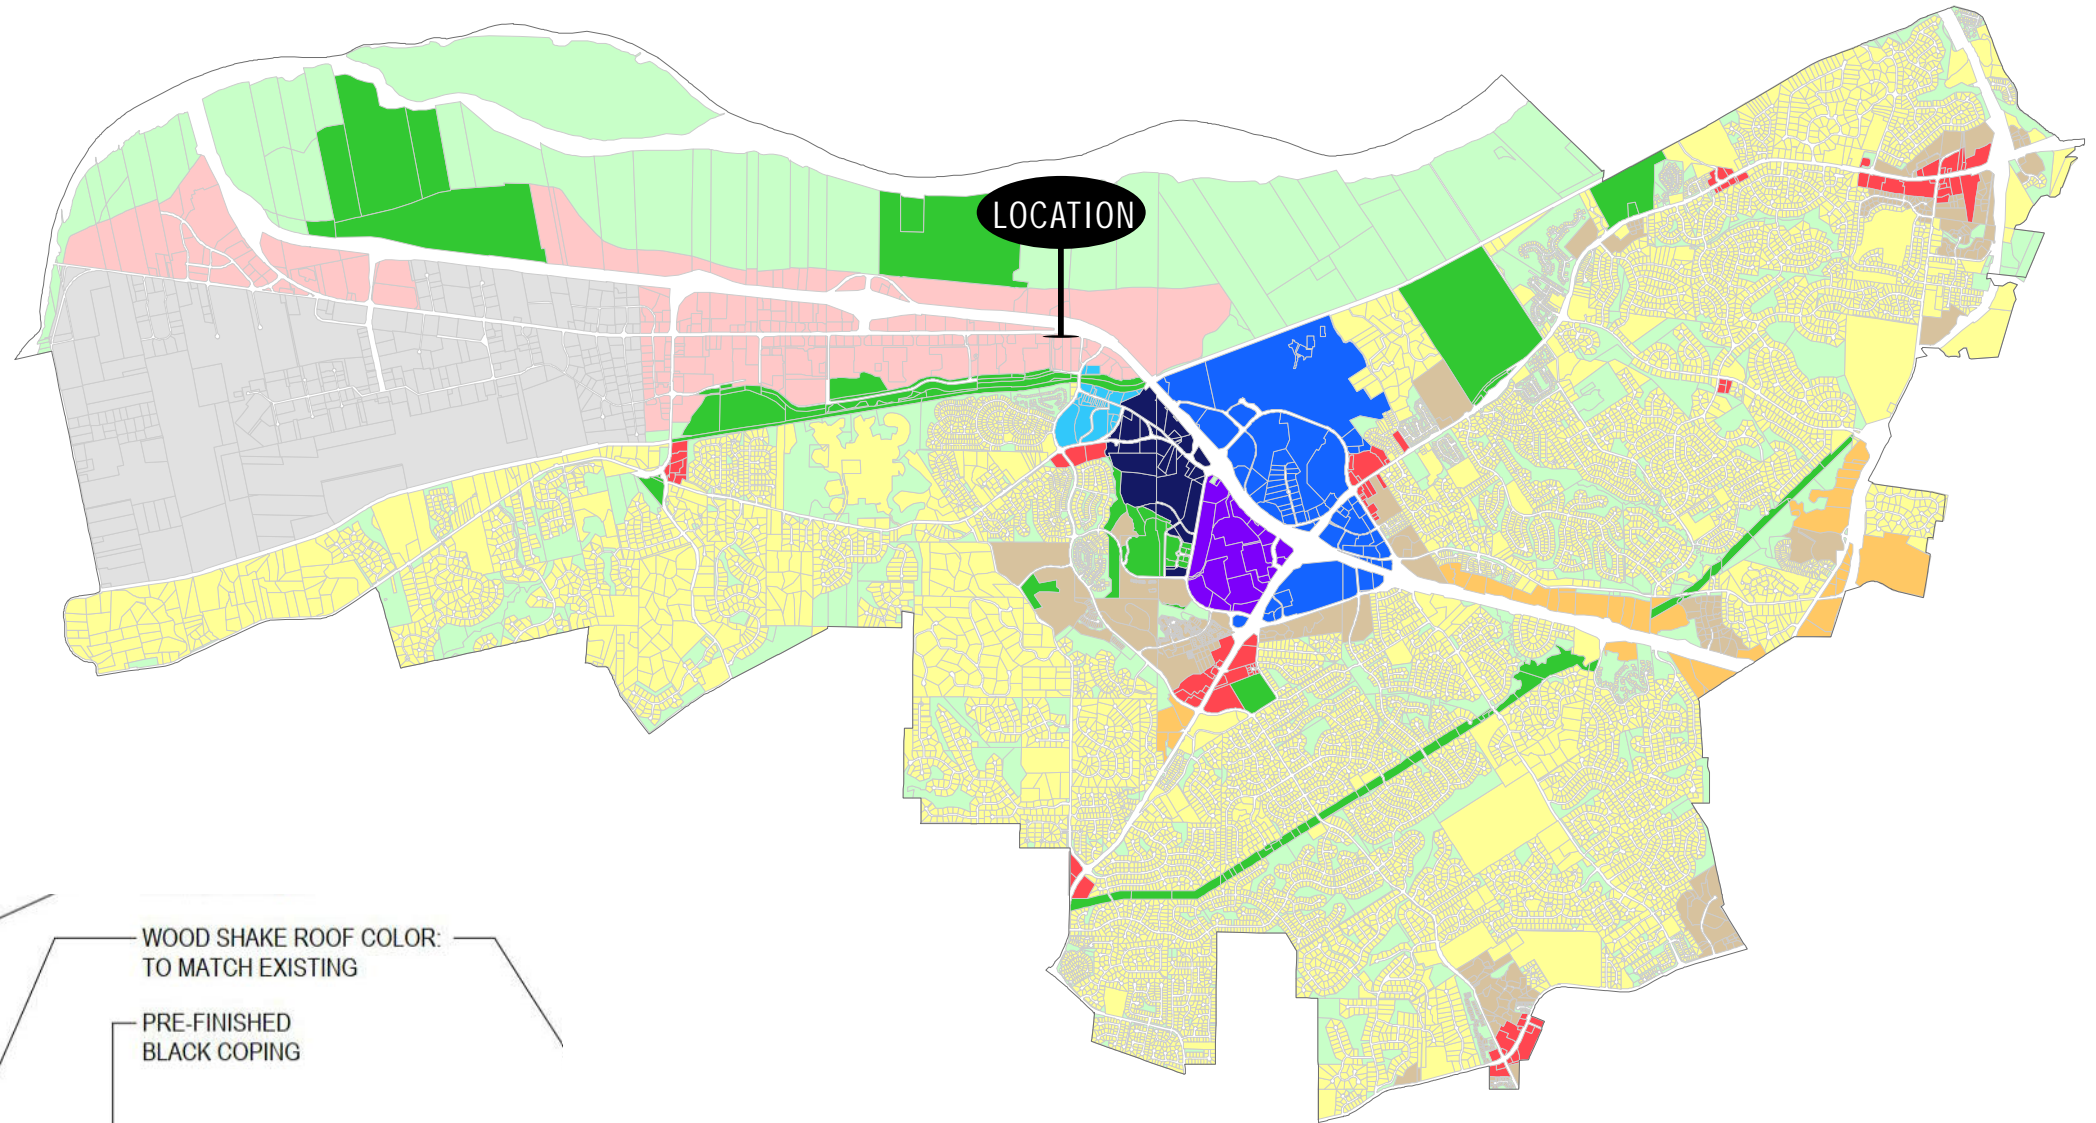 LOCATION
WOOD SHAKE ROOF COLOR:
TO MATCH EXISTING
PRE-FINISHED
BLACK COPING